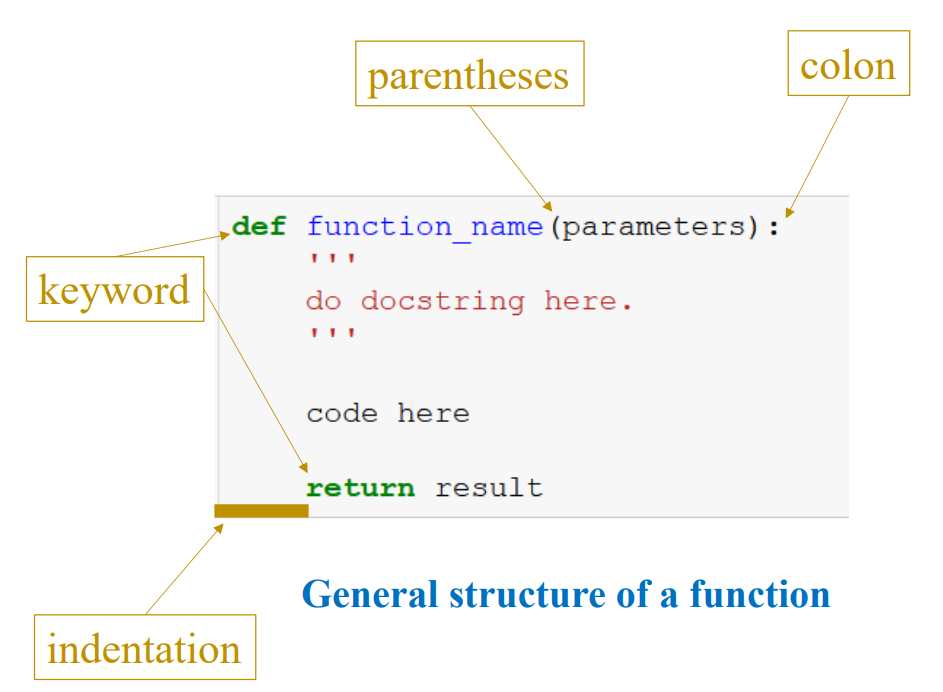 parentheses
colon
def function_name(parameters):
'''
keyword
do docstring here.
'''
code here
return result
General structure of a function
indentation